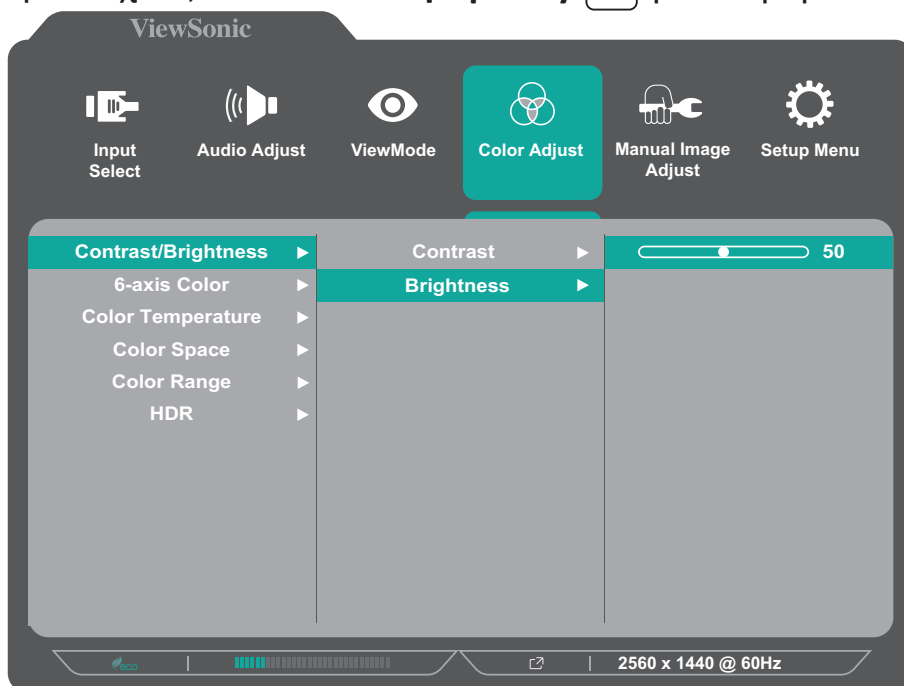 ViewSonic
Input Select
Audio Adjust
ViewMode
Color Adjust
Manual Image Adjust
Setup Menu
Contrast/Brightness
Contrast
50
6-axis Color
Brightness
Color Temperature
Color Space
Color Range
HDR
eco
2560 x 1440 @ 60Hz